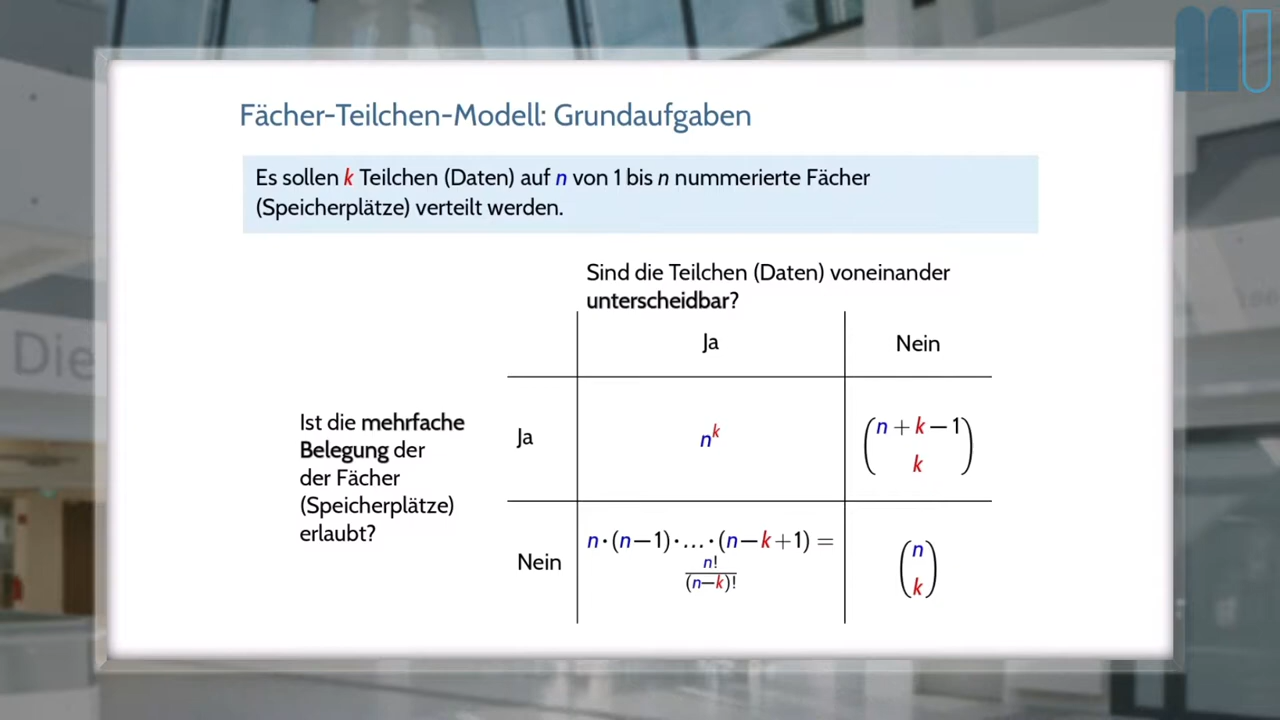 Fächer-Teilchen-Modell: Grundaufgaben
Es sollen k Teilchen (Daten) auf n von 1 bis n nummerierte Fächer
(Speicherplätze) verteilt werden.
Sind die Teilchen (Daten) voneinander
unterscheidbar?
Ja Nein
Ist die mehrfache
Belegung der
der Fächer
(Speicherplätze)
erlaubt?
Ja n^k (n + k − 1 über k)
Nein n·(n−1)·…·(n−k+1) = n!/(n−k)! (n über k)
Die